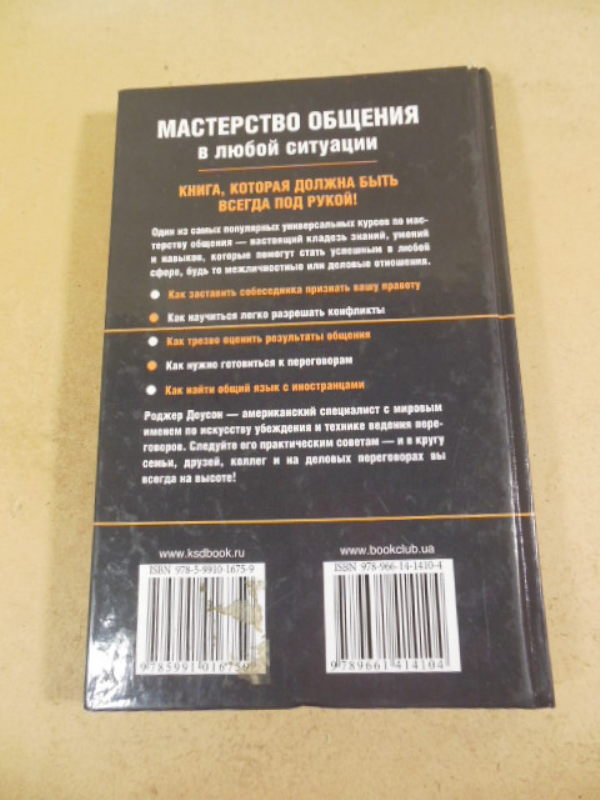 МАСТЕРСТВО ОБЩЕНИЯ
в любой ситуации
КНИГА, КОТОРАЯ ДОЛЖНА БЫТЬ
ВСЕГДА ПОД РУКОЙ!
Один из самых популярных универсальных курсов по мас-
терству общения — настоящий кладезь знаний, умений
и навыков, которые помогут стать успешным в любой
сфере, будь то межличностные или деловые отношения.
Как заставить собеседника признать вашу правоту
Как научиться легко разрешать конфликты
Как трезво оценить результаты общения
Как нужно готовиться к переговорам
Как найти общий язык с иностранцами
Роджер Доусон — американский специалист с мировым
именем по искусству убеждения и технике ведения пере-
говоров. Следуйте его практическим советам — и в кругу
семьи, друзей, коллег и на деловых переговорах вы
всегда на высоте!
www.ksdbook.ru
www.bookclub.ua
ISBN 978-5-9910-1675-9
ISBN 978-966-14-1410-4
9785991016759
9789661414104